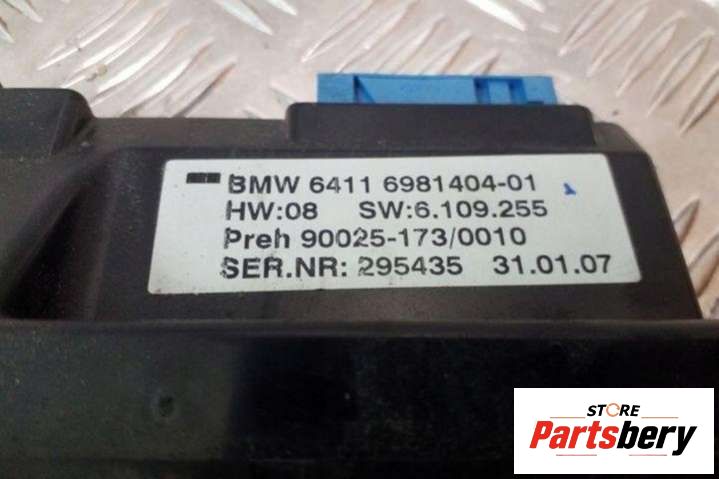 BMW 6411 6981404-01
HW:08 SW:6.109.255
Preh 90025-173/0010
SER.NR: 295435 31.01.07
STORE
Partsbery